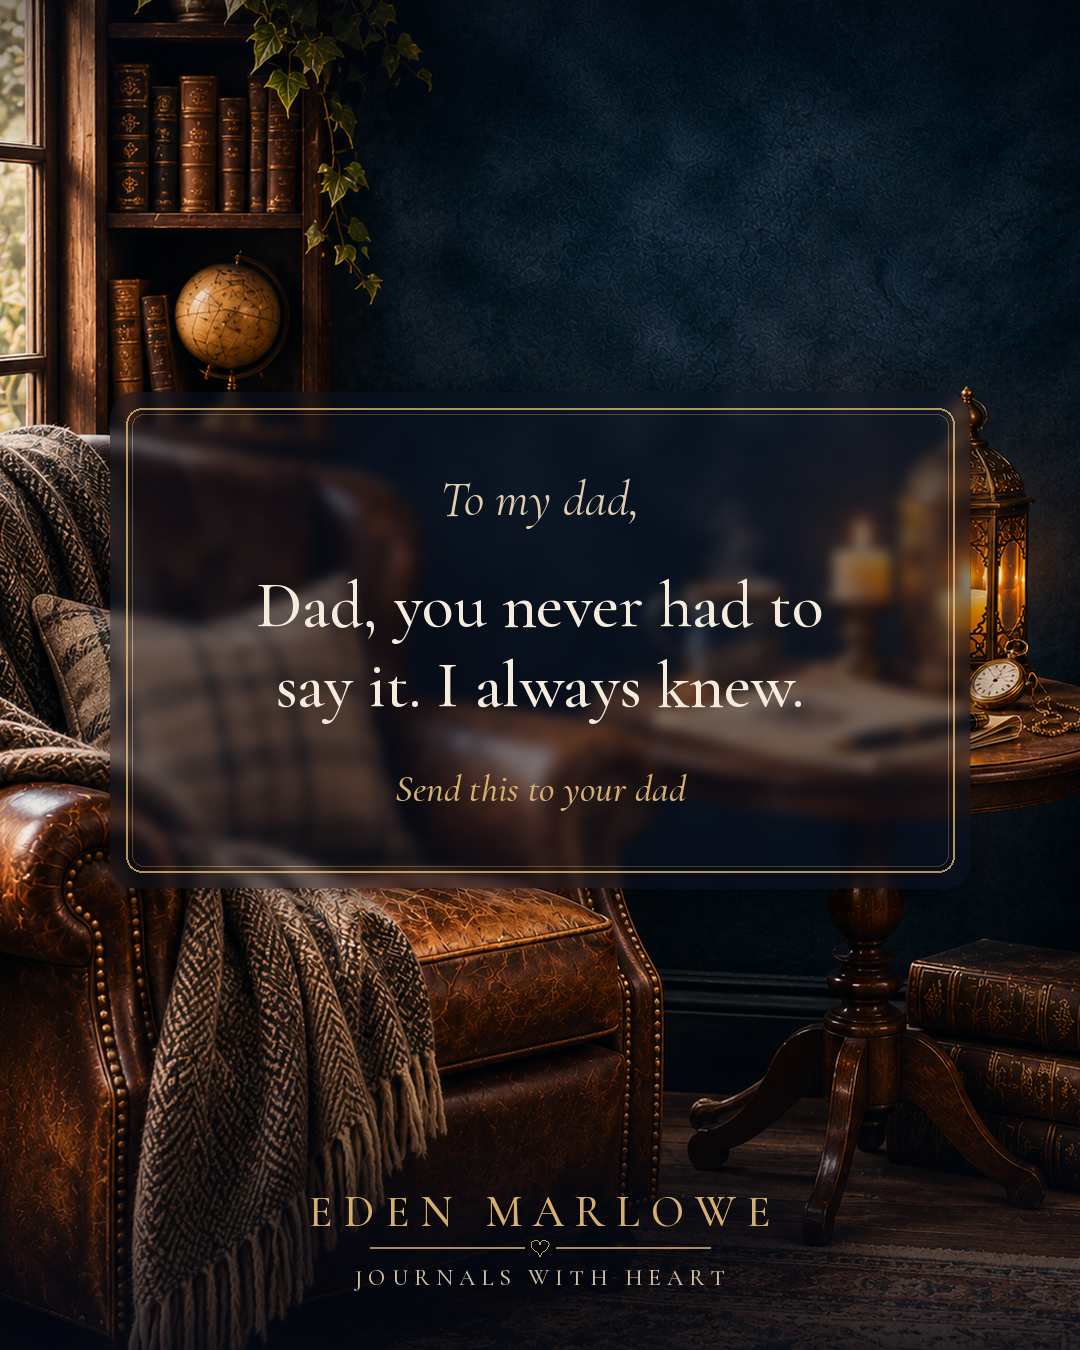 To my dad,
Dad, you never had to
say it. I always knew.
Send this to your dad
EDEN MARLOWE
JOURNALS WITH HEART